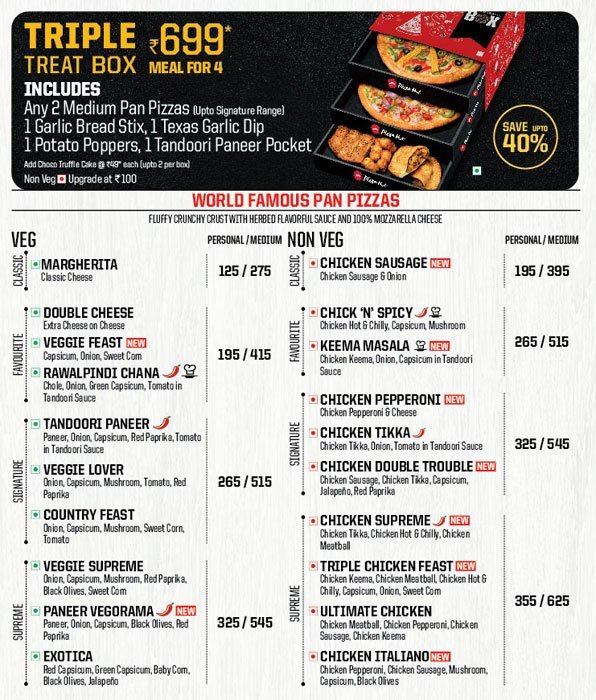 TRIPLE ₹699*
TREAT BOX MEAL FOR 4
INCLUDES
Any 2 Medium Pan Pizzas (Upto Signature Range)
1 Garlic Bread Stix, 1 Texas Garlic Dip
1 Potato Poppers, 1 Tandoori Paneer Pocket
Add Choco Truffle Cake @ ₹49* each (upto 2 per box)
Non Veg Upgrade at ₹100
BOX
Pizza Hut
Pizza Hut
Pizza Hut
SAVE UPTO
40%
WORLD FAMOUS PAN PIZZAS
FLUFFY CRUNCHY CRUST WITH HERBED FLAVORFUL SAUCE AND 100% MOZZARELLA CHEESE
VEG PERSONAL / MEDIUM
CLASSIC
MARGHERITA
Classic Cheese
125 / 275
FAVOURITE
DOUBLE CHEESE
Extra Cheese on Cheese
VEGGIE FEAST NEW
Capsicum, Onion, Sweet Corn
RAWALPINDI CHANA
Chole, Onion, Green Capsicum, Tomato in
Tandoori Sauce
195 / 415
SIGNATURE
TANDOORI PANEER
Paneer, Onion, Capsicum, Red Paprika, Tomato
in Tandoori Sauce
VEGGIE LOVER
Onion, Capsicum, Mushroom, Tomato, Red
Paprika
COUNTRY FEAST
Onion, Capsicum, Mushroom, Sweet Corn,
Tomato
265 / 515
SUPREME
VEGGIE SUPREME
Onion, Capsicum, Mushroom, Red Paprika,
Black Olives, Sweet Corn
PANEER VEGORAMA NEW
Paneer, Onion, Capsicum, Black Olives, Red
Paprika
EXOTICA
Red Capsicum, Green Capsicum, Baby Corn,
Black Olives, Jalapeño
325 / 545
NON VEG PERSONAL / MEDIUM
CLASSIC
CHICKEN SAUSAGE NEW
Chicken Sausage & Onion
195 / 395
FAVOURITE
CHICK 'N' SPICY
Chicken Hot & Chilly, Capsicum, Mushroom
KEEMA MASALA NEW
Chicken Keema, Onion, Capsicum in Tandoori
Sauce
265 / 515
SIGNATURE
CHICKEN PEPPERONI NEW
Chicken Pepperoni & Cheese
CHICKEN TIKKA
Chicken Tikka, Onion, Tomato in Tandoori Sauce
CHICKEN DOUBLE TROUBLE NEW
Chicken Sausage, Chicken Tikka, Capsicum,
Jalapeño, Red Paprika
325 / 545
SUPREME
CHICKEN SUPREME NEW
Chicken Tikka, Chicken Hot & Chilly, Chicken
Meatball
TRIPLE CHICKEN FEAST NEW
Chicken Keema, Chicken Meatball, Chicken Hot &
Chilly, Capsicum, Onion, Sweet Corn
ULTIMATE CHICKEN
Chicken Meatball, Chicken Pepperoni, Chicken
Sausage, Chicken Keema
CHICKEN ITALIANO NEW
Chicken Pepperoni, Chicken Sausage, Mushroom,
Capsicum, Black Olives
355 / 625